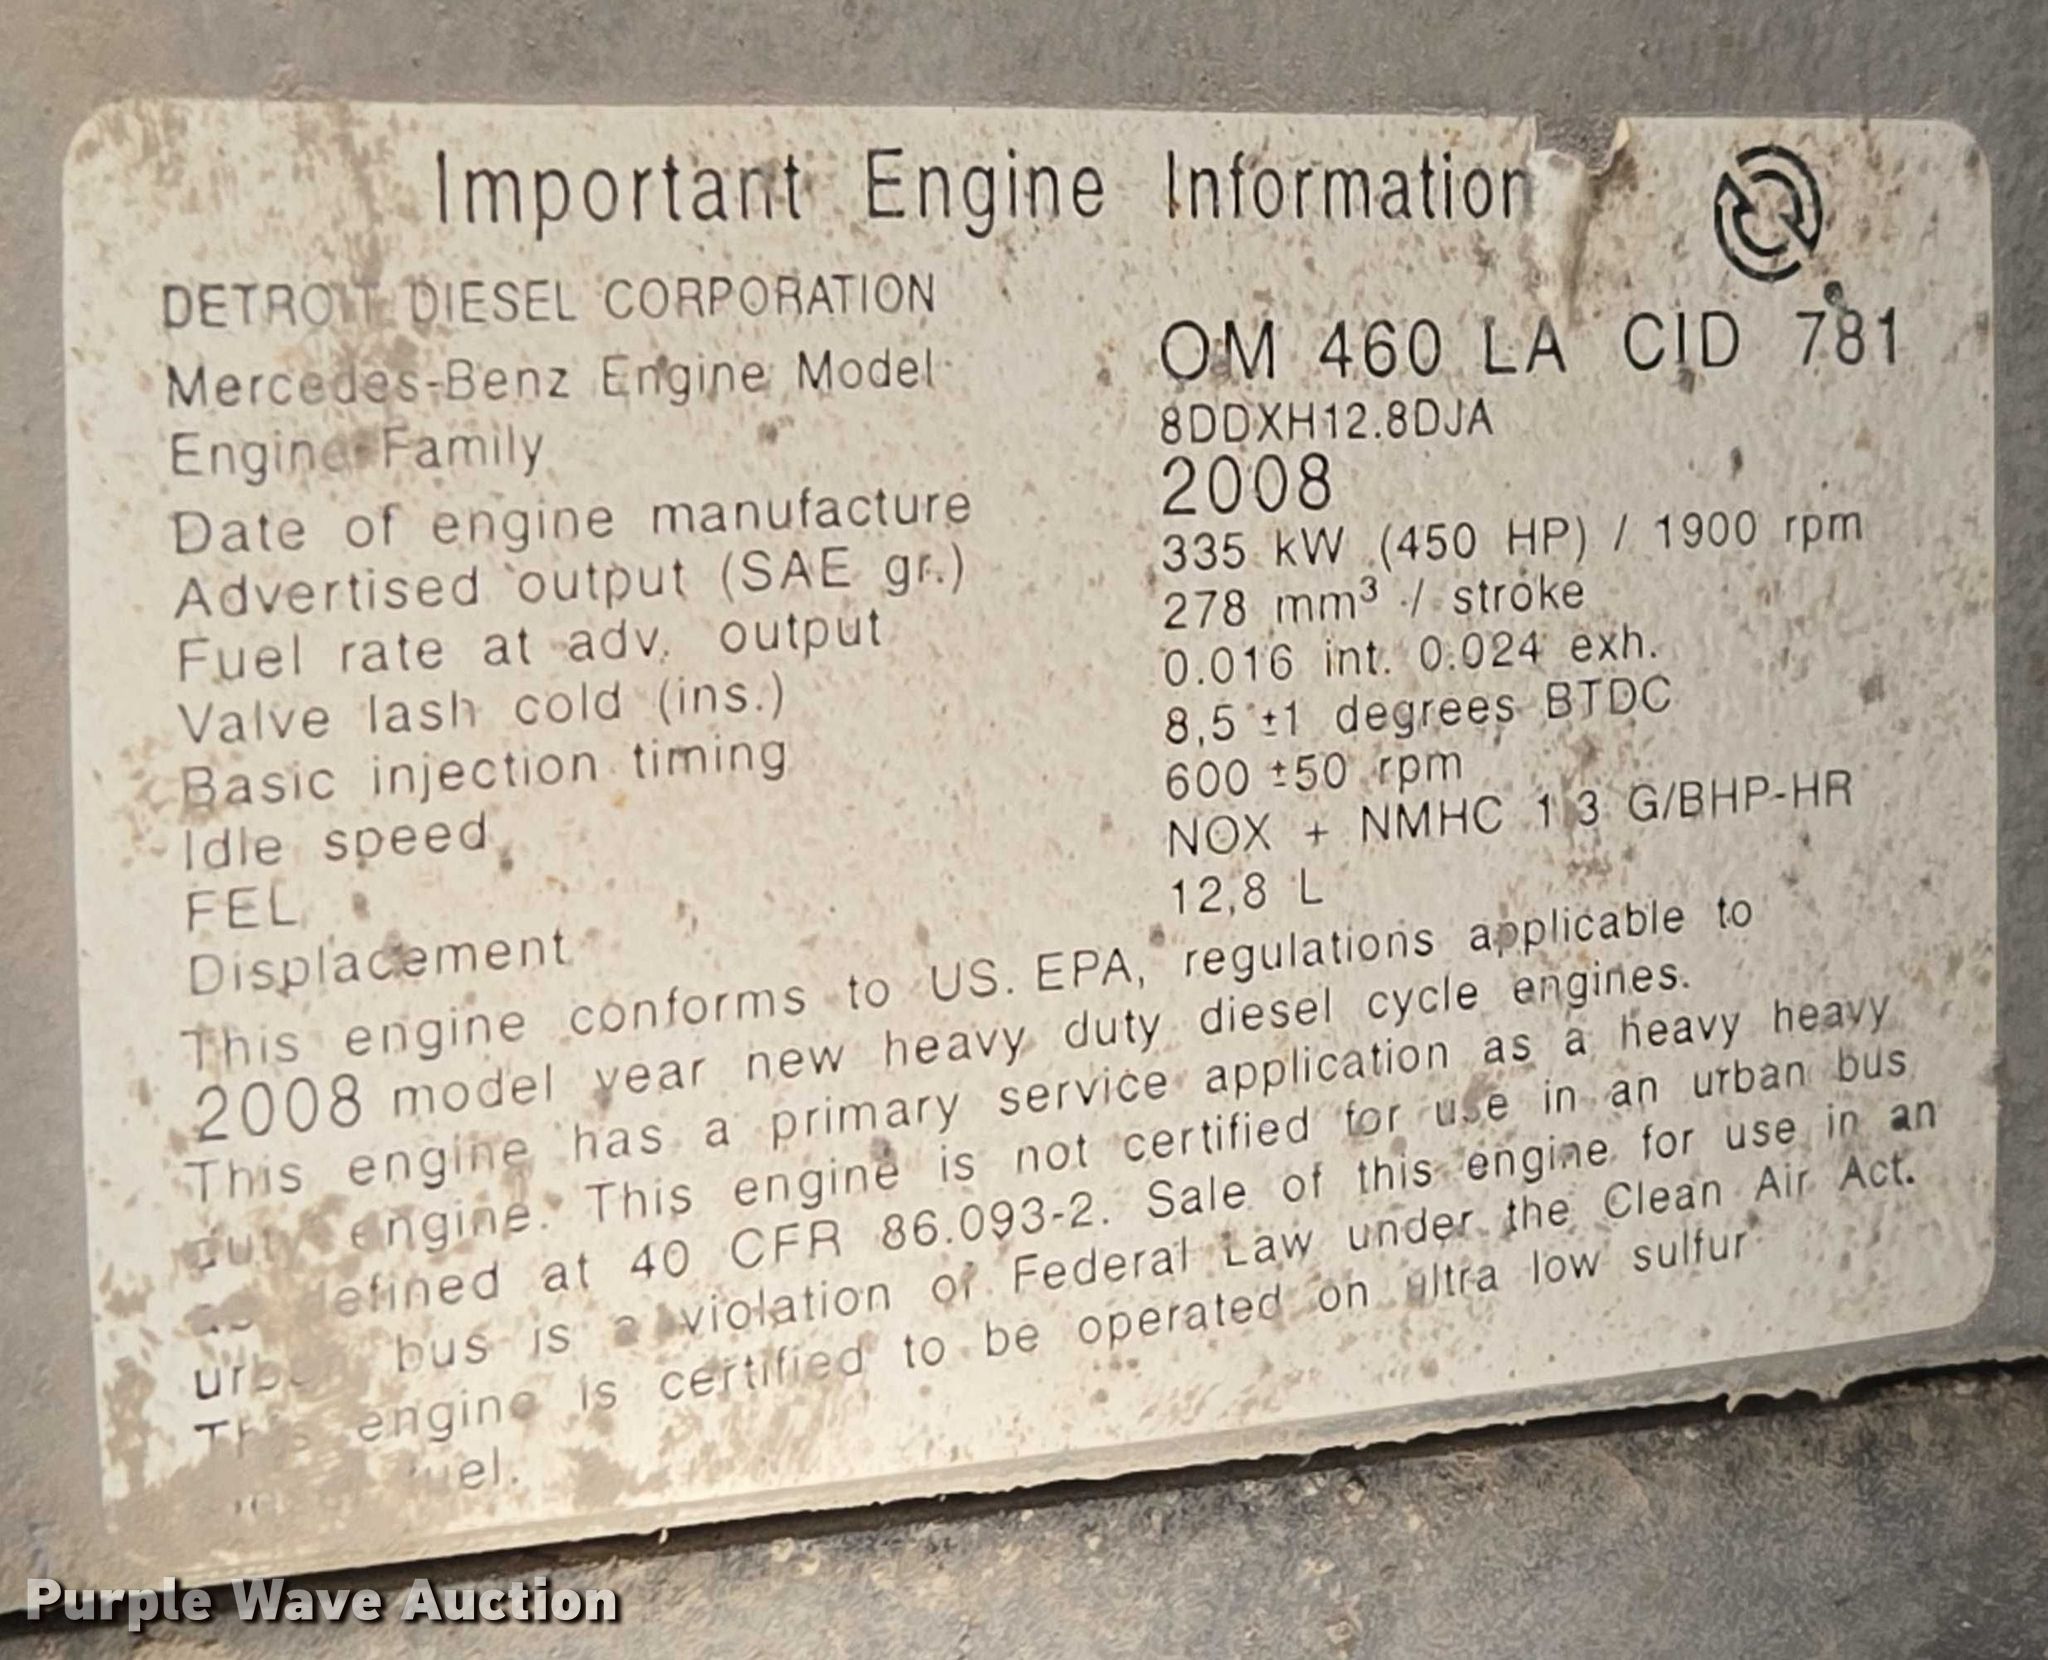 Important Engine Information
DETROIT DIESEL CORPORATION
Mercedes-Benz Engine Model OM 460 LA CID 781
Engine Family 8DDXH12.8DJA
Date of engine manufacture 2008
Advertised output (SAE gr.) 335 kW (450 HP) / 1900 rpm
Fuel rate at adv. output 278 mm³ / stroke
Valve lash cold (ins.) 0.016 int. 0.024 exh.
Basic injection timing 8,5 ±1 degrees BTDC
Idle speed 600 ±50 rpm
FEL NOX + NMHC 1.3 G/BHP-HR
Displacement 12,8 L
This engine conforms to US. EPA, regulations applicable to
2008 model year new heavy duty diesel cycle engines.
This engine has a primary service application as a heavy heavy
duty engine. This engine is not certified for use in an urban bus
as defined at 40 CFR 86.093-2. Sale of this engine for use in an
urban bus is a violation of Federal Law under the Clean Air Act.
This engine is certified to be operated on ultra low sulfur
fuel.
Purple Wave Auction